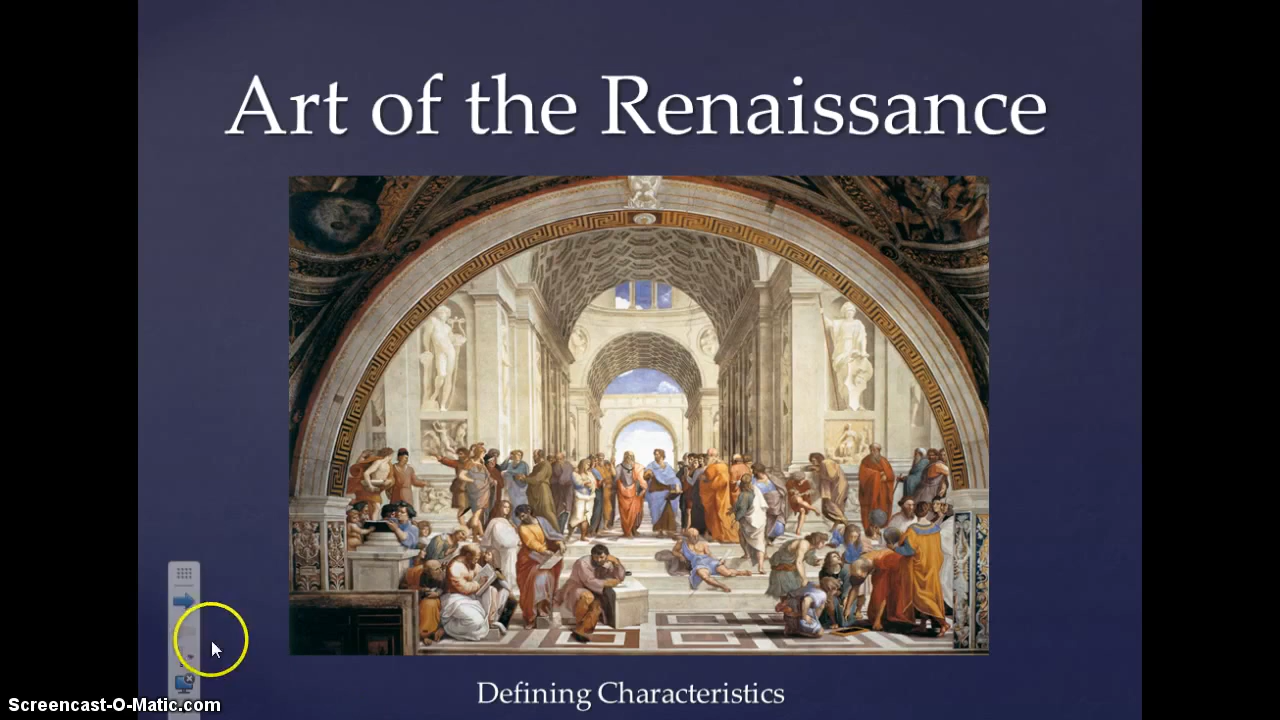 Art of the Renaissance
Defining Characteristics
Screencast-O-Matic.com